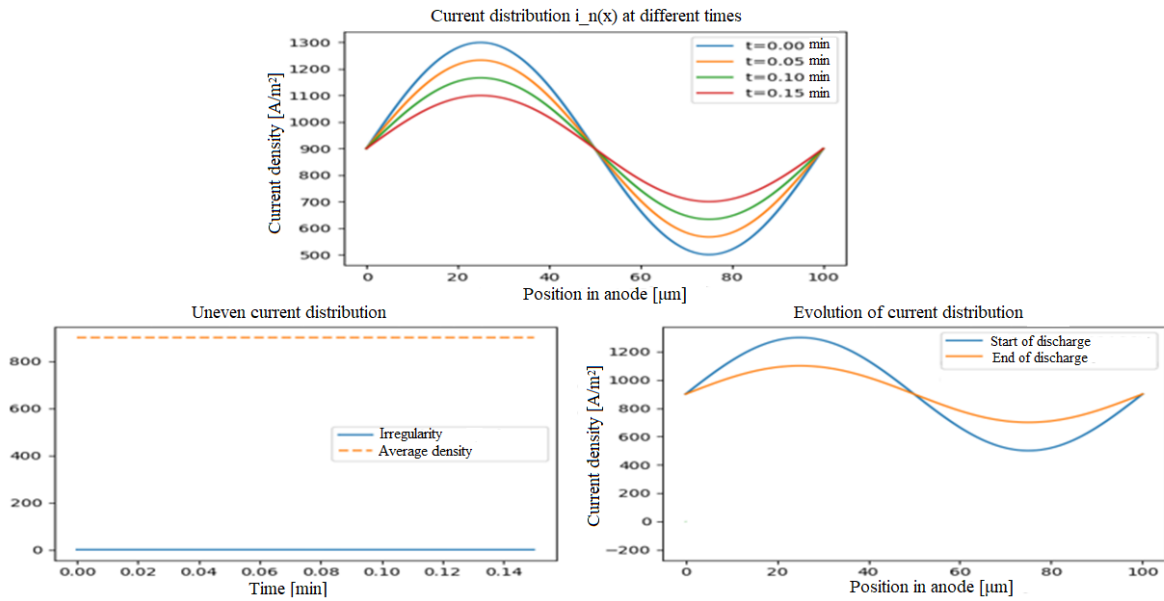 Current distribution i_n(x) at different times
Current density [A/m²]
1300
1200
1100
1000
900
800
700
600
500
t=0.00 min
t=0.05 min
t=0.10 min
t=0.15 min
0 20 40 60 80 100
Position in anode [μm]
Uneven current distribution
800
600
400
200
0
Irregularity
Average density
0.00 0.02 0.04 0.06 0.08 0.10 0.12 0.14
Time [min]
Evolution of current distribution
Current density [A/m²]
1200
1000
800
600
400
200
0
−200
Start of discharge
End of discharge
0 20 40 60 80 100
Position in anode [μm]